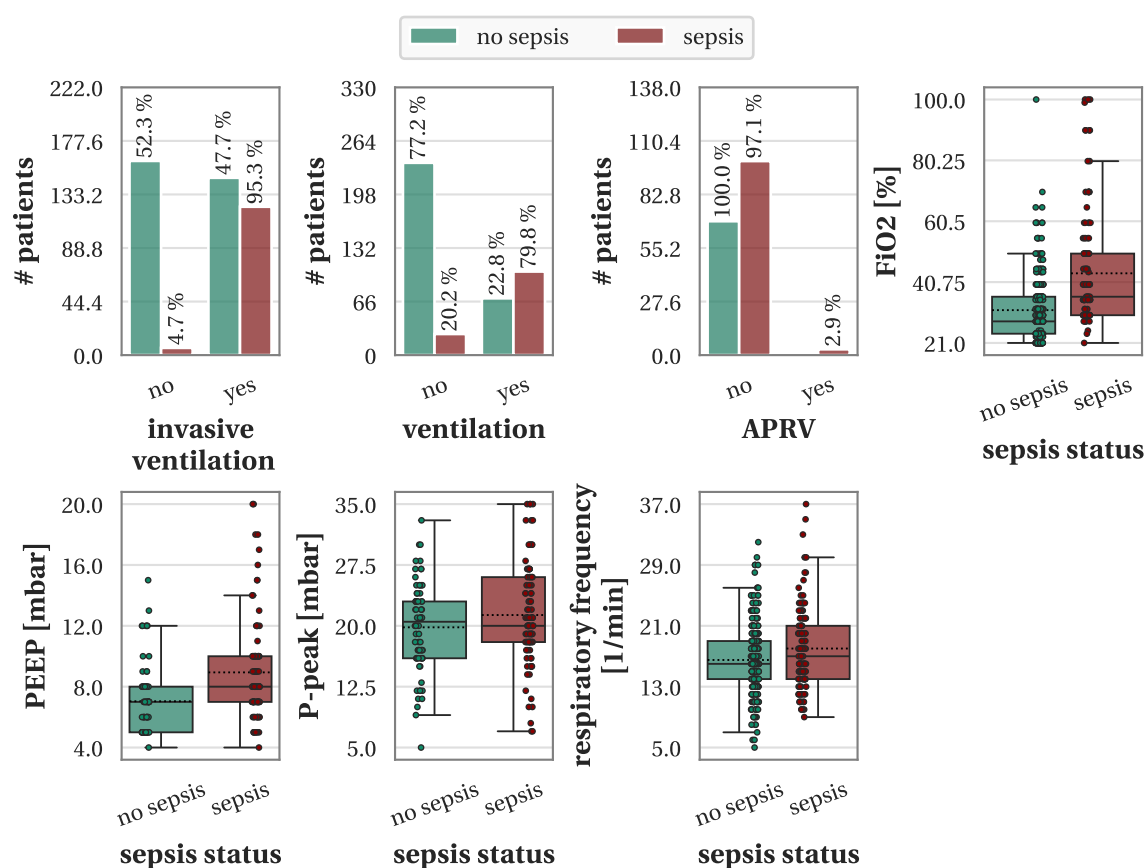 no sepsis sepsis
# patients
222.0
177.6
133.2
88.8
44.4
0.0
52.3 %
4.7 %
47.7 %
95.3 %
no yes
invasive
ventilation
# patients
330
264
198
132
66
0
77.2 %
20.2 %
22.8 %
79.8 %
no yes
ventilation
# patients
138.0
110.4
82.8
55.2
27.6
0.0
100.0 %
97.1 %
2.9 %
no yes
APRV
FiO2 [%]
100.0
80.25
60.5
40.75
21.0
no sepsis sepsis
sepsis status
PEEP [mbar]
20.0
16.0
12.0
8.0
4.0
no sepsis sepsis
sepsis status
P-peak [mbar]
35.0
27.5
20.0
12.5
5.0
no sepsis sepsis
sepsis status
respiratory frequency
[1/min]
37.0
29.0
21.0
13.0
5.0
no sepsis sepsis
sepsis status